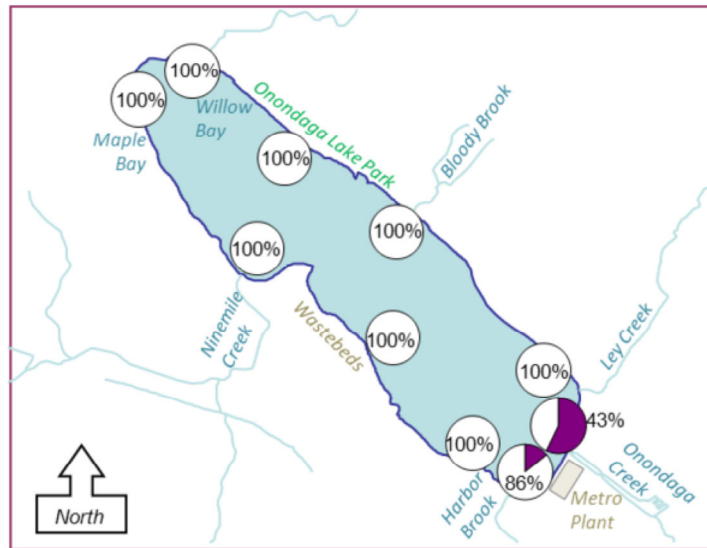 100%
100%
Willow
Bay
Maple
Bay
Onondaga Lake Park
100%
Bloody Brook
100%
100%
Ninemile
Creek
Wastebeds
100%
Ley Creek
100%
43%
100%
86%
Harbor
Brook
Onondaga
Creek
Metro
Plant
North